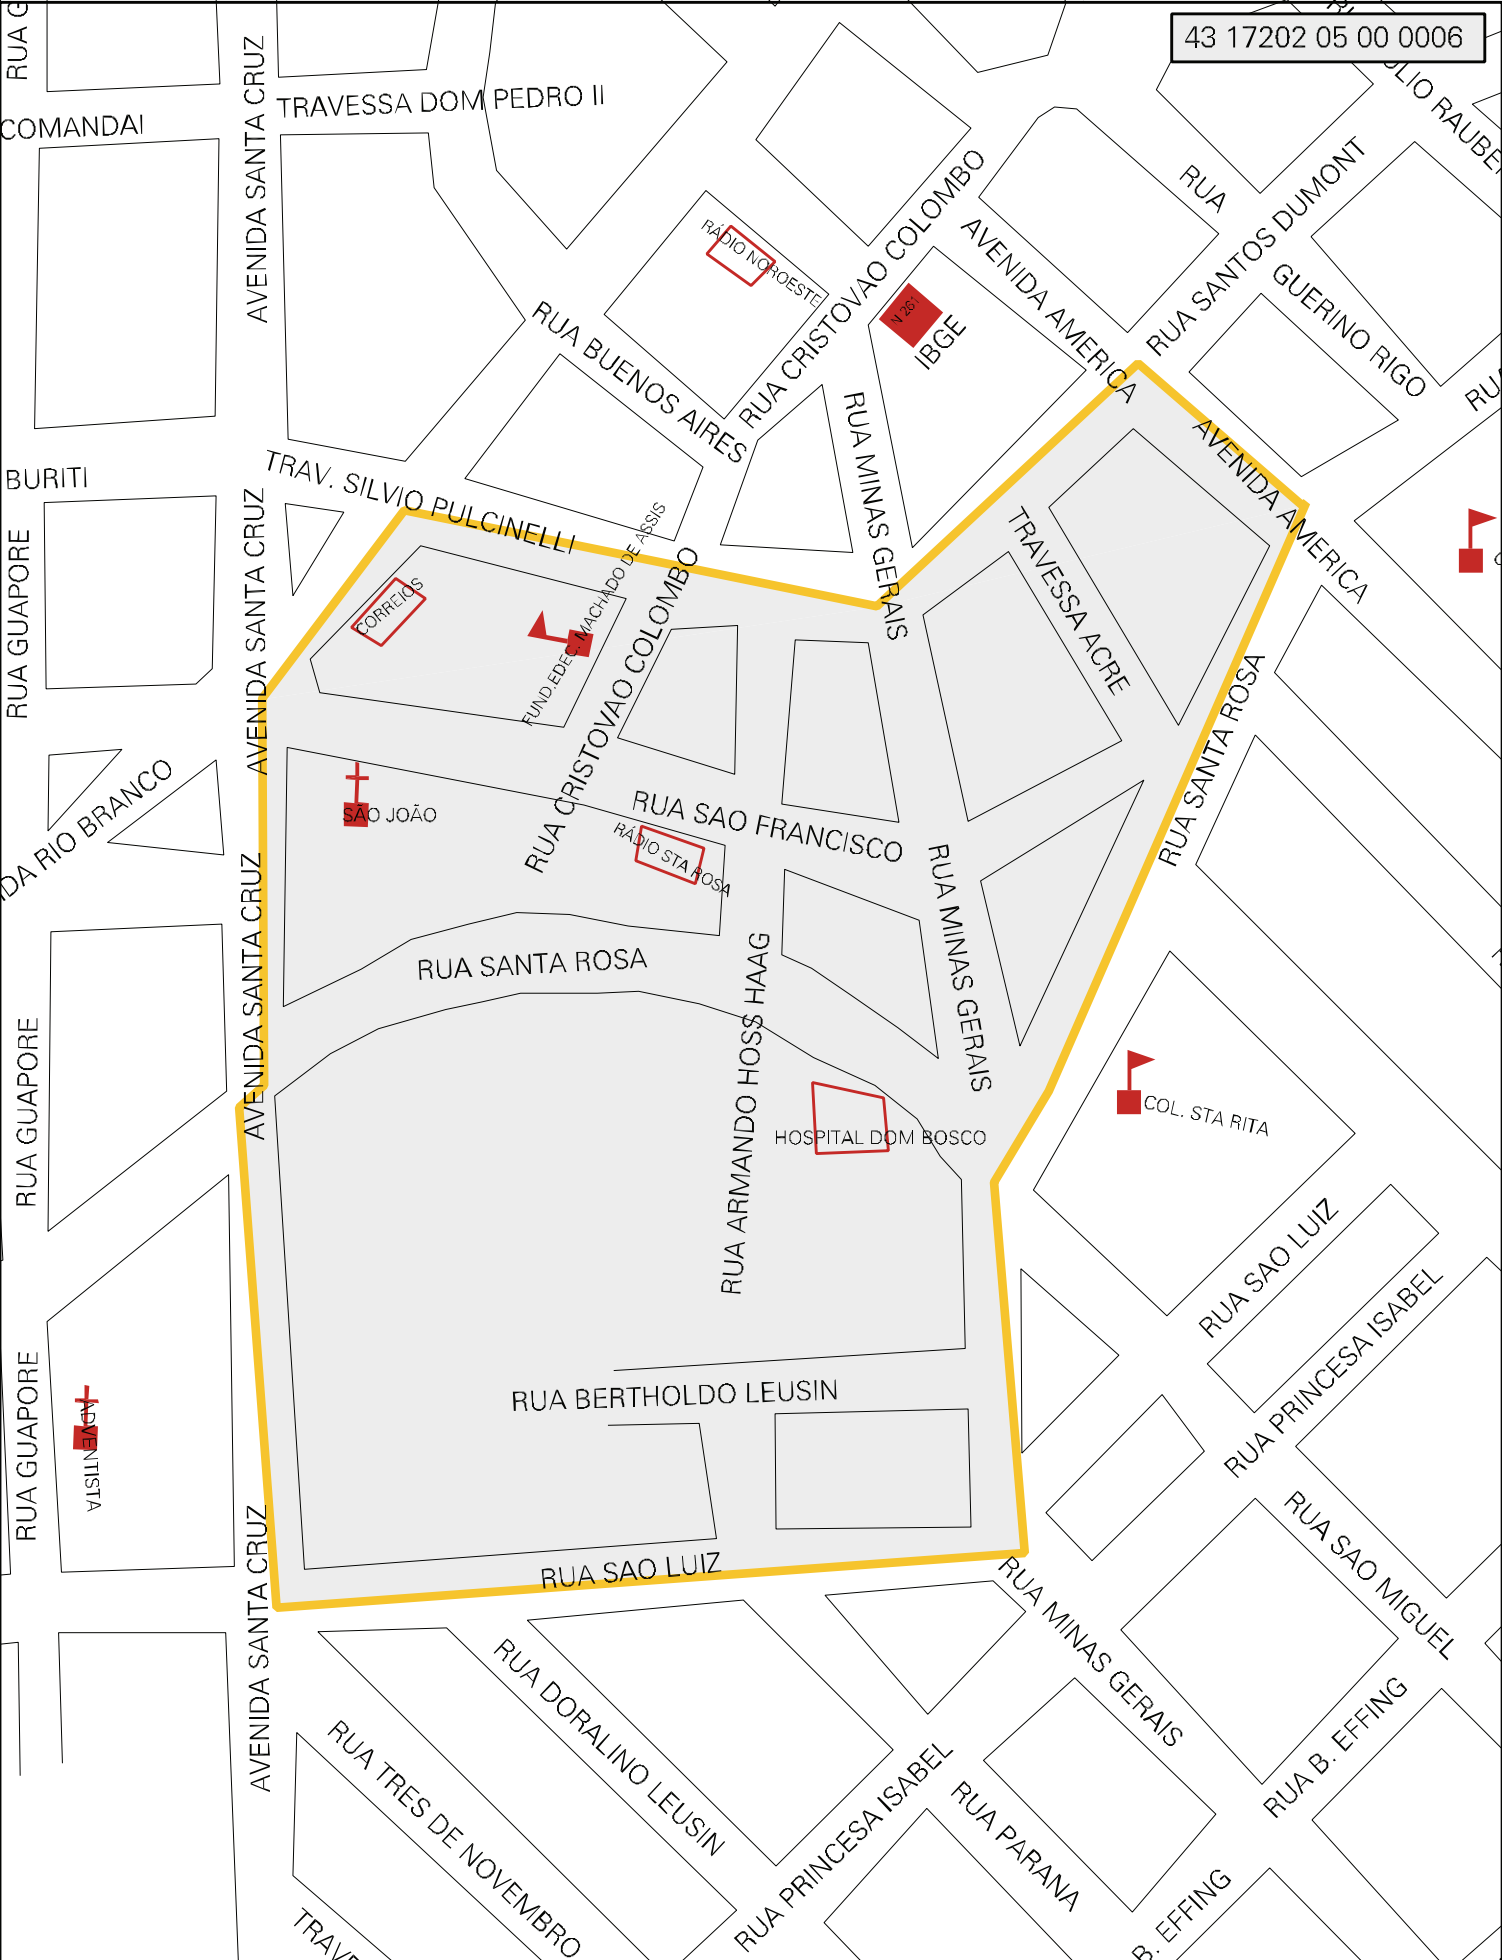 43 17202 05 00 0006
RUA G
AVENIDA SANTA CRUZ
TRAVESSA DOM PEDRO II
COMANDAI
RUA
RUA SANTOS DUMONT
GUERINO RIGO
AVENIDA AMERICA
RUA CRISTOVAO COLOMBO
RÁDIO NOROESTE
N 261
IBGE
RUA BUENOS AIRES
RUA MINAS GERAIS
AVENIDA AMERICA
BURITI
TRAV. SILVIO PULCINELLI
AVENIDA SANTA CRUZ
RUA GUAPORE
CORREIOS
FUND.EDEC. MACHADO DE ASSIS
RUA CRISTOVAO COLOMBO
TRAVESSA ACRE
RUA SANTA ROSA
DA RIO BRANCO
SÃO JOÃO
RUA SAO FRANCISCO
RÁDIO STA ROSA
AVENIDA SANTA CRUZ
RUA SANTA ROSA
RUA MINAS GERAIS
RUA ARMANDO HOSS HAAG
RUA GUAPORE
HOSPITAL DOM BOSCO
COL. STA RITA
RUA SAO LUIZ
RUA PRINCESA ISABEL
RUA GUAPORE
ADVENTISTA
RUA BERTHOLDO LEUSIN
AVENIDA SANTA CRUZ
RUA SAO LUIZ
RUA SAO MIGUEL
RUA MINAS GERAIS
RUA B. EFFING
RUA DORALINO LEUSIN
RUA TRES DE NOVEMBRO
RUA PRINCESA ISABEL
RUA PARANA
B. EFFING
TRAVE